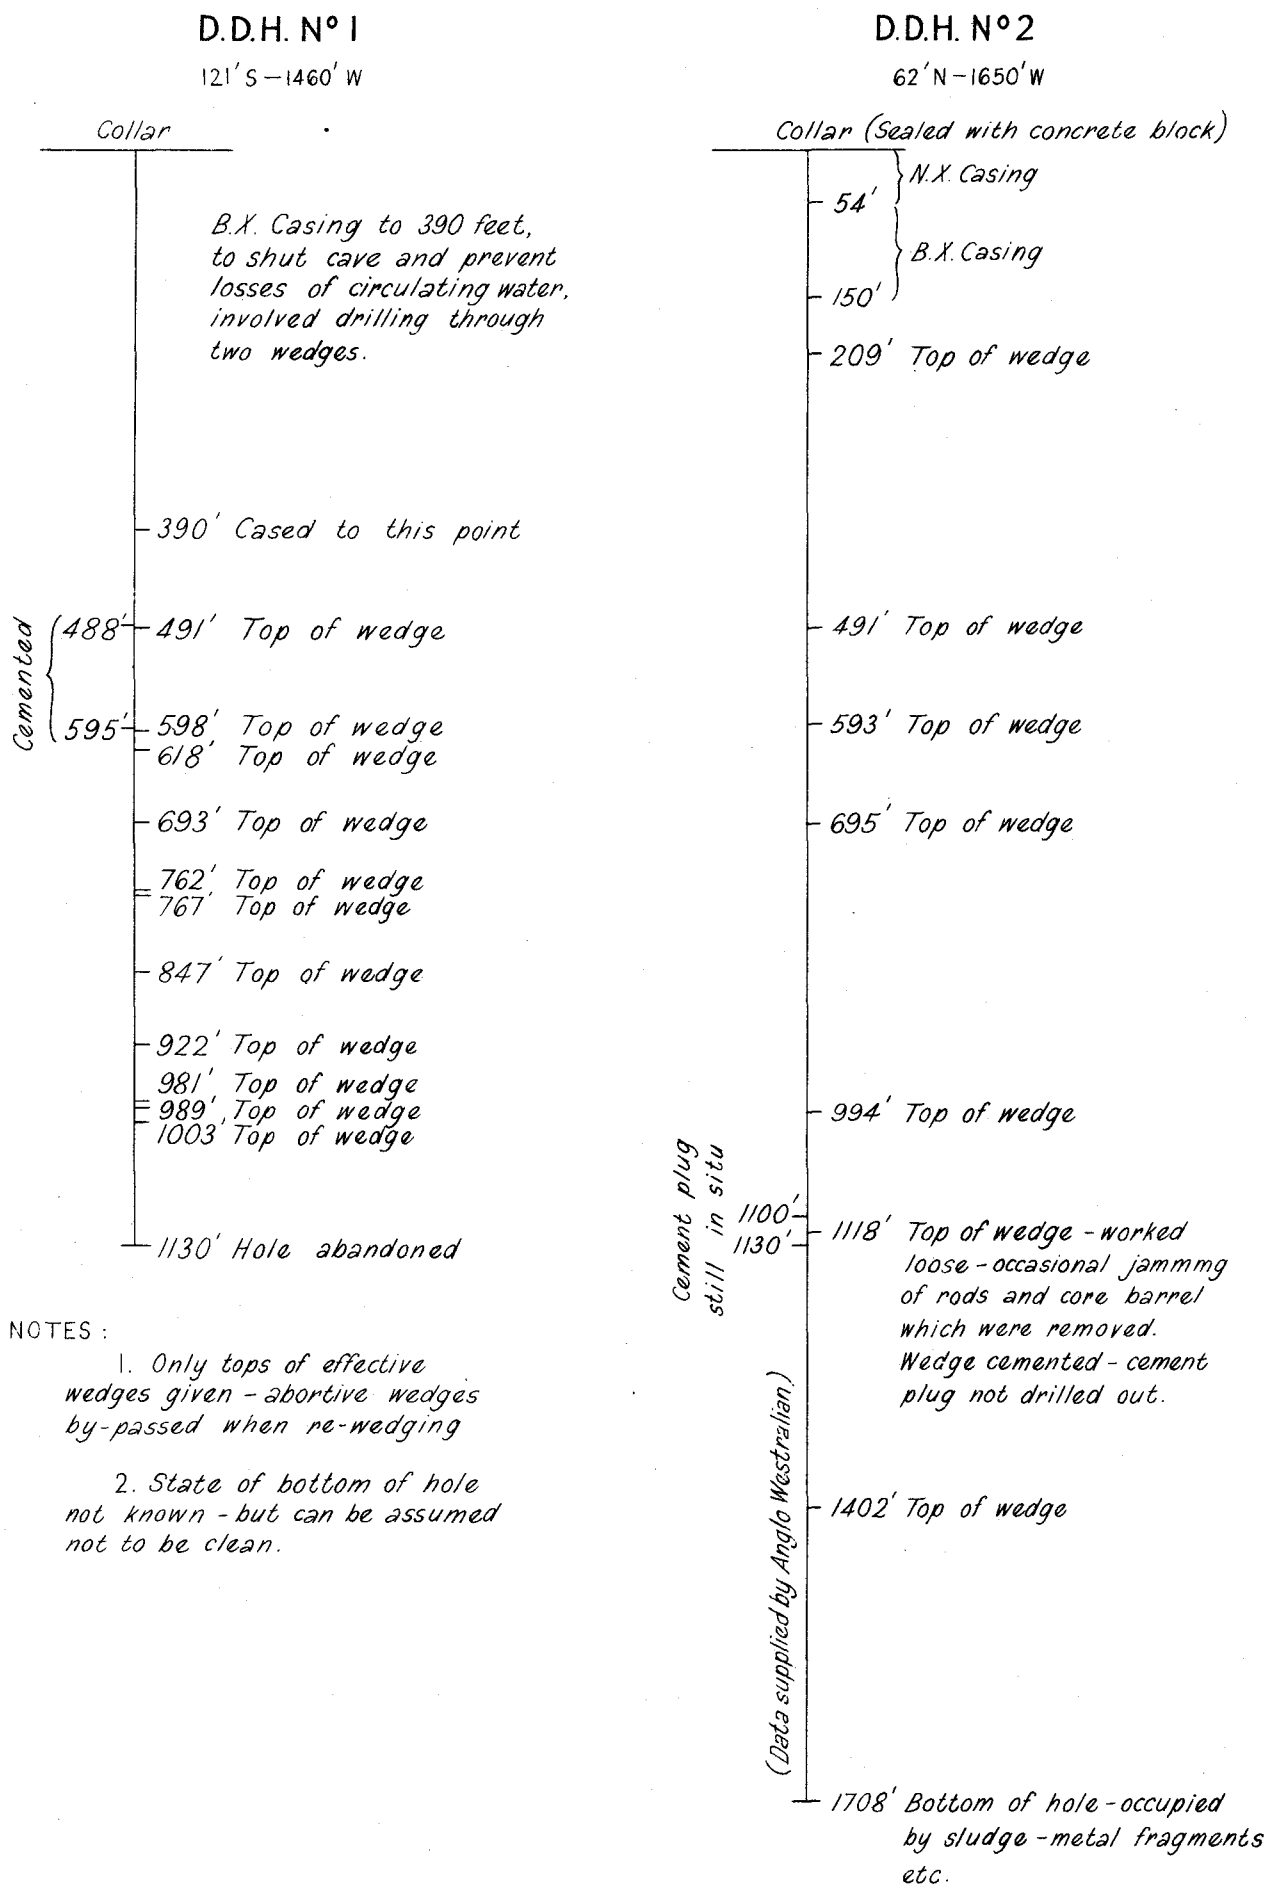 D.D.H. Nº 1
121' S – 1460' W
Collar
B.X. Casing to 390 feet,
to shut cave and prevent
losses of circulating water,
involved drilling through
two wedges.
390' Cased to this point
Cemented
488'
491' Top of wedge
595'
598' Top of wedge
618' Top of wedge
693' Top of wedge
762' Top of wedge
767' Top of wedge
847' Top of wedge
922' Top of wedge
981' Top of wedge
989' Top of wedge
1003' Top of wedge
1130' Hole abandoned
NOTES :
1. Only tops of effective
wedges given – abortive wedges
by-passed when re-wedging
2. State of bottom of hole
not known - but can be assumed
not to be clean.
D.D.H. Nº 2
62' N – 1650' W
Collar (Sealed with concrete block)
N.X. Casing
54'
B.X. Casing
150'
209' Top of wedge
491' Top of wedge
593' Top of wedge
695' Top of wedge
994' Top of wedge
Cement plug
still in situ
1100'
1130'
1118' Top of wedge - worked
loose - occasional jammmg
of rods and core barrel
which were removed.
Wedge cemented - cement
plug not drilled out.
(Data supplied by Anglo Westralian.)
1402' Top of wedge
1708' Bottom of hole - occupied
by sludge - metal fragments
etc.